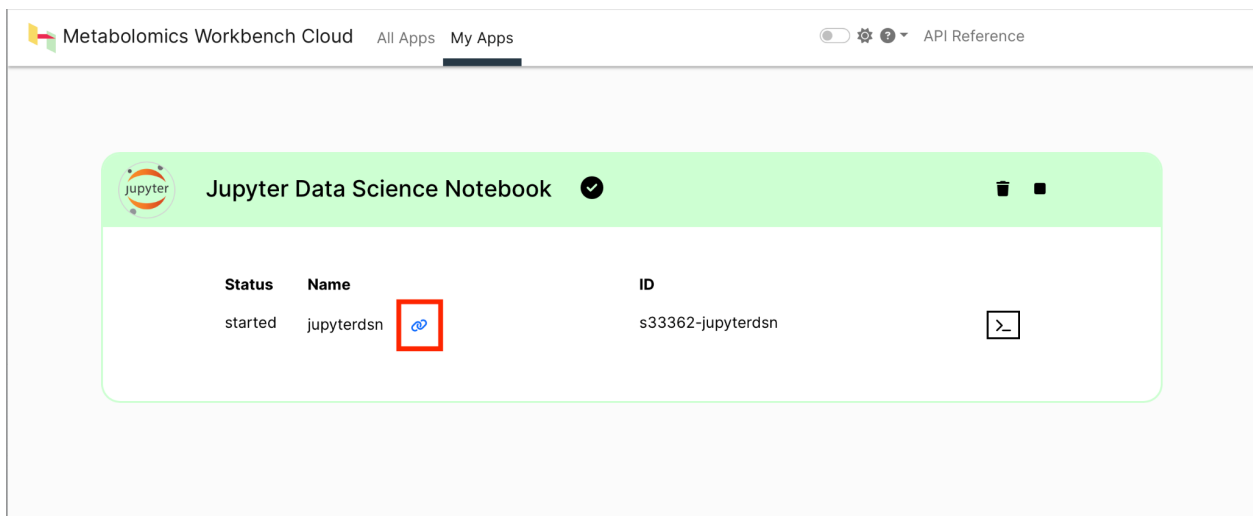 Metabolomics Workbench Cloud All Apps My Apps API Reference
jupyter Jupyter Data Science Notebook
Status Name ID
started jupyterdsn s33362-jupyterdsn